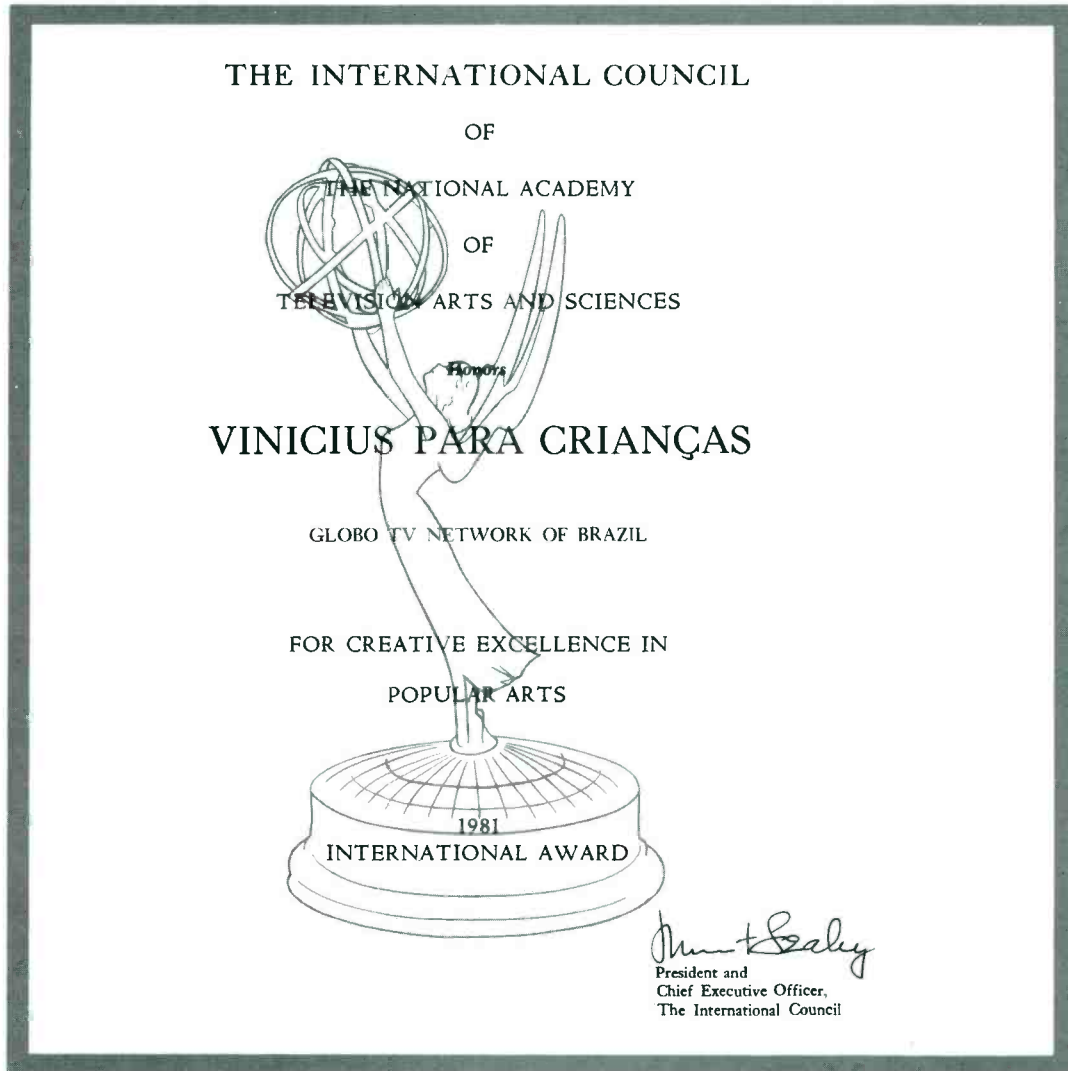 THE INTERNATIONAL COUNCIL
OF
THE NATIONAL ACADEMY
OF
TELEVISION ARTS AND SCIENCES
Honors
VINICIUS PARA CRIANÇAS
GLOBO TV NETWORK OF BRAZIL
FOR CREATIVE EXCELLENCE IN
POPULAR ARTS
1981
INTERNATIONAL AWARD
President and
Chief Executive Officer,
The International Council